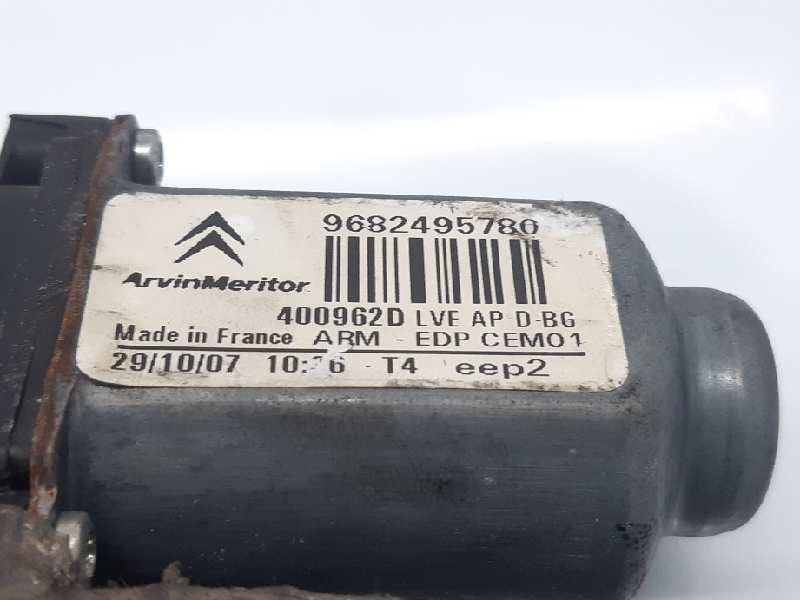 9682495780
ArvinMeritor
400962D LVE AP-D-BG
Made in France ARM - EDP CEM01
29/10/07 T4 eep2